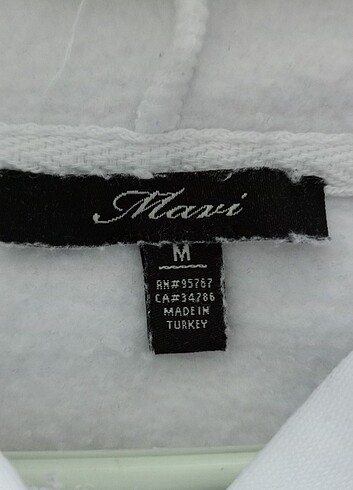 Mavi
M
RN#95767
CA#34786
MADE IN
TURKEY